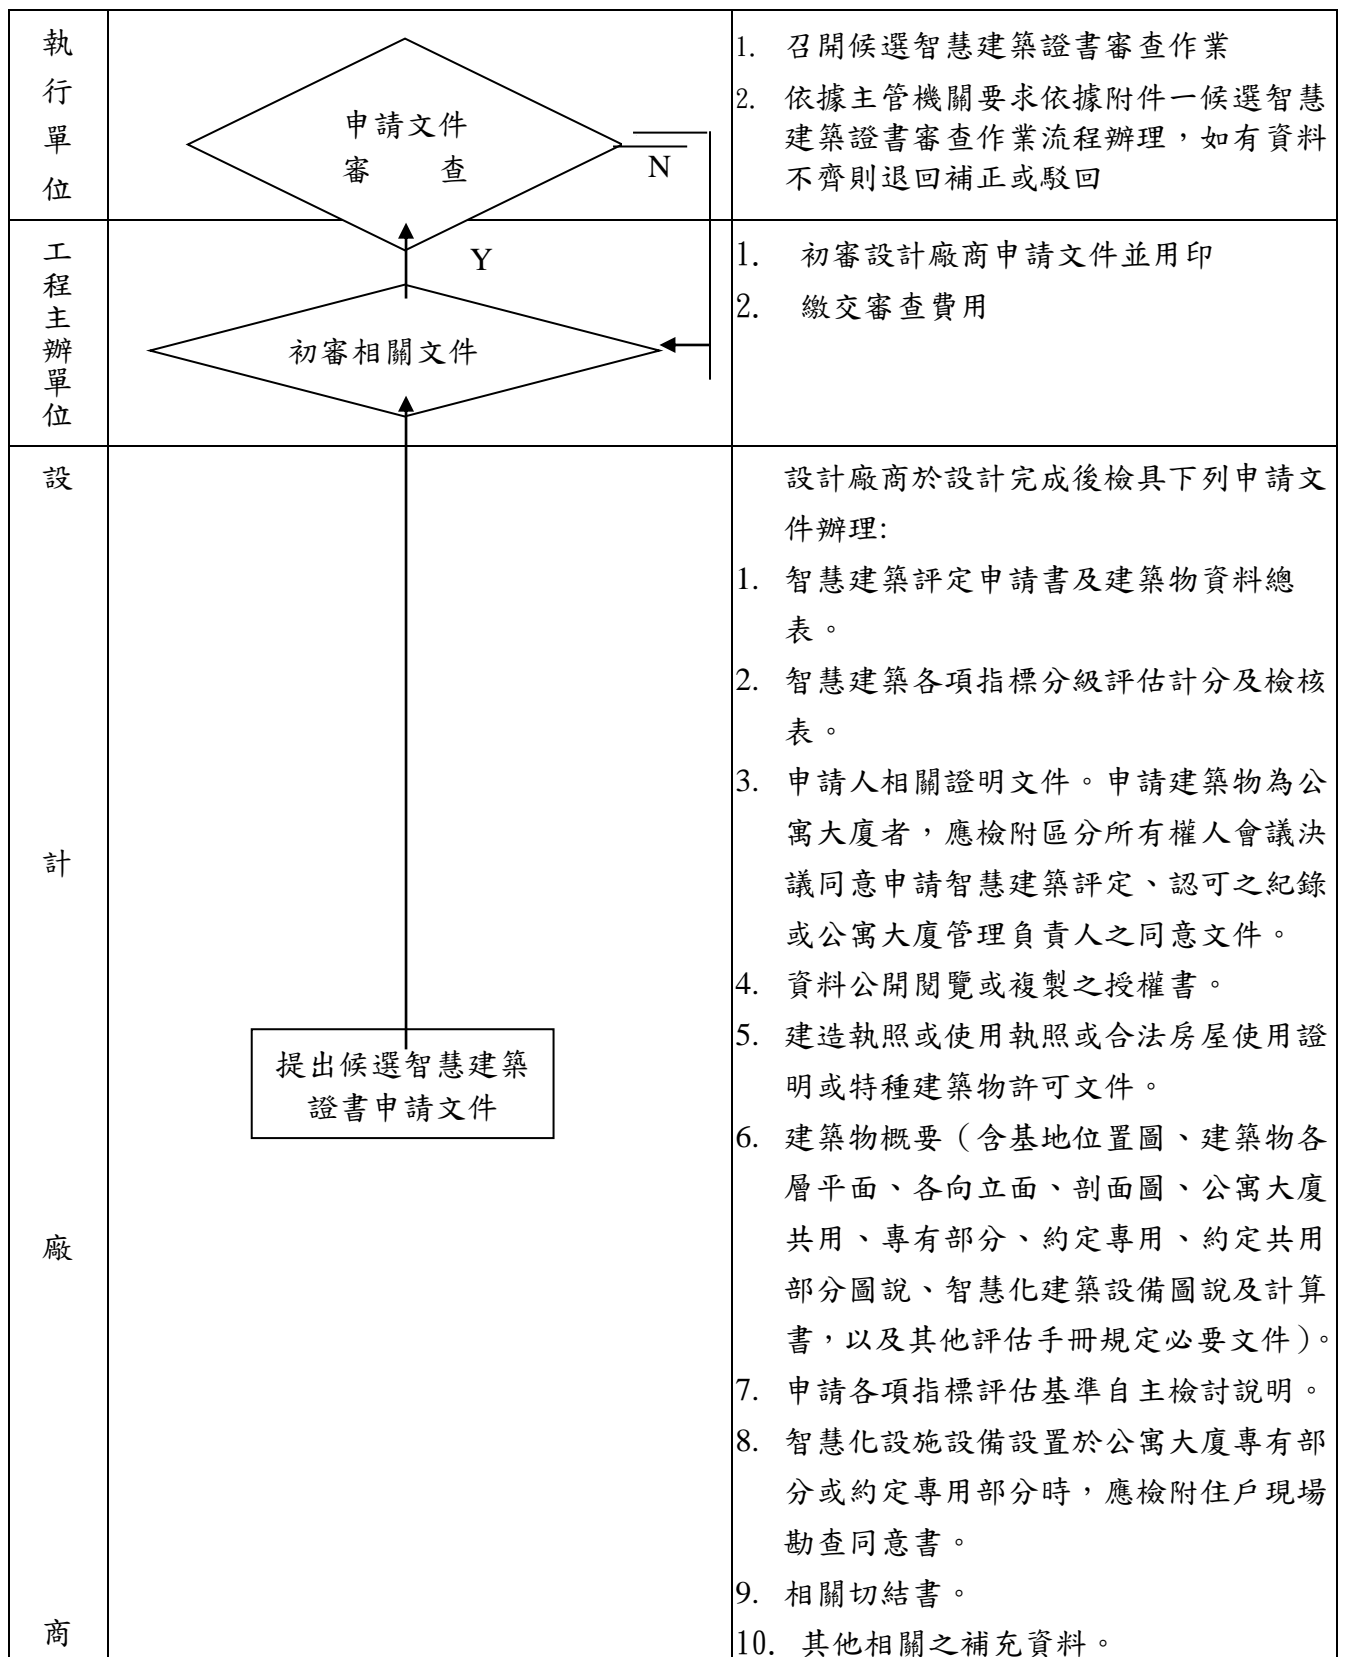 執
行
單
位
申請文件
審 查
N
1. 召開候選智慧建築證書審查作業
2. 依據主管機關要求依據附件一候選智慧
建築證書審查作業流程辦理，如有資料
不齊則退回補正或駁回
工
程
主
辦
單
位
Y
初審相關文件
1. 初審設計廠商申請文件並用印
2. 繳交審查費用
設
計
廠
商
提出候選智慧建築
證書申請文件
設計廠商於設計完成後檢具下列申請文
件辦理:
1. 智慧建築評定申請書及建築物資料總
表。
2. 智慧建築各項指標分級評估計分及檢核
表。
3. 申請人相關證明文件。申請建築物為公
寓大廈者，應檢附區分所有權人會議決
議同意申請智慧建築評定、認可之紀錄
或公寓大廈管理負責人之同意文件。
4. 資料公開閱覽或複製之授權書。
5. 建造執照或使用執照或合法房屋使用證
明或特種建築物許可文件。
6. 建築物概要（含基地位置圖、建築物各
層平面、各向立面、剖面圖、公寓大廈
共用、專有部分、約定專用、約定共用
部分圖說、智慧化建築設備圖說及計算
書，以及其他評估手冊規定必要文件）。
7. 申請各項指標評估基準自主檢討說明。
8. 智慧化設施設備設置於公寓大廈專有部
分或約定專用部分時，應檢附住戶現場
勘查同意書。
9. 相關切結書。
10. 其他相關之補充資料。